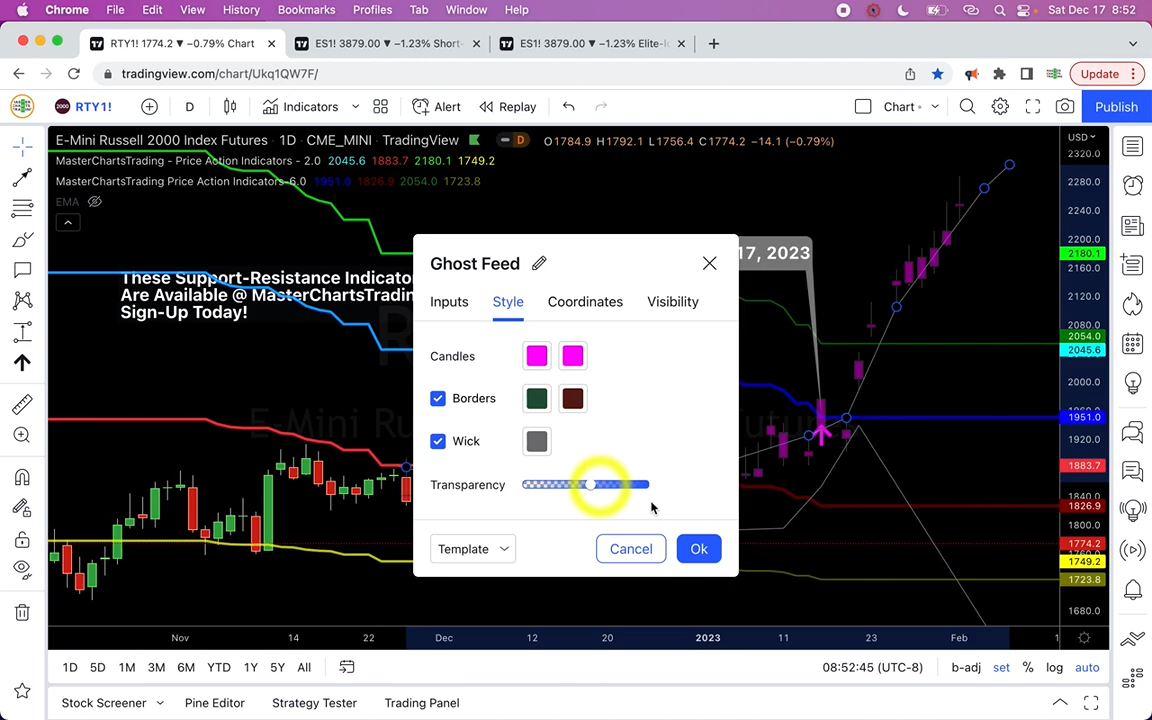 Chrome File Edit View History Bookmarks Profiles Tab Window Help Sat Dec 17 8:52
RTY1! 1774.2 ▼ −0.79% Chart ES1! 3879.00 ▼ −1.23% Short- ES1! 3879.00 ▼ −1.23% Elite-
tradingview.com/chart/Ukq1QW7F/ Update
2000 RTY1! D Indicators Alert Replay Chart Publish
E-Mini Russell 2000 Index Futures · 1D · CME_MINI · TradingView D O1784.9 H1792.1 L1756.4 C1774.2 −14.1 (−0.79%) USD
MasterChartsTrading - Price Action Indicators - 2.0 2045.6 1883.7 2180.1 1749.2
MasterChartsTrading Price Action Indicators-6.0 1951.0 1826.9 2054.0 1723.8
EMA
These Support-Resistance Indicator
Are Available @ MasterChartsTradin
Sign-Up Today!
17, 2023
Ghost Feed
Inputs Style Coordinates Visibility
Candles
Borders
Wick
Transparency
Template Cancel Ok
2320.0
2280.0
2240.0
2200.0
2180.1
2160.0
2120.0
2080.0
2054.0
2045.6
2000.0
1951.0
1920.0
1883.7
1840.0
1826.9
1800.0
1774.2
1749.2
1723.8
1680.0
Nov 14 22 Dec 12 20 2023 11 23 Feb 1
1D 5D 1M 3M 6M YTD 1Y 5Y All 08:52:45 (UTC-8) b-adj set % log auto
Stock Screener Pine Editor Strategy Tester Trading Panel